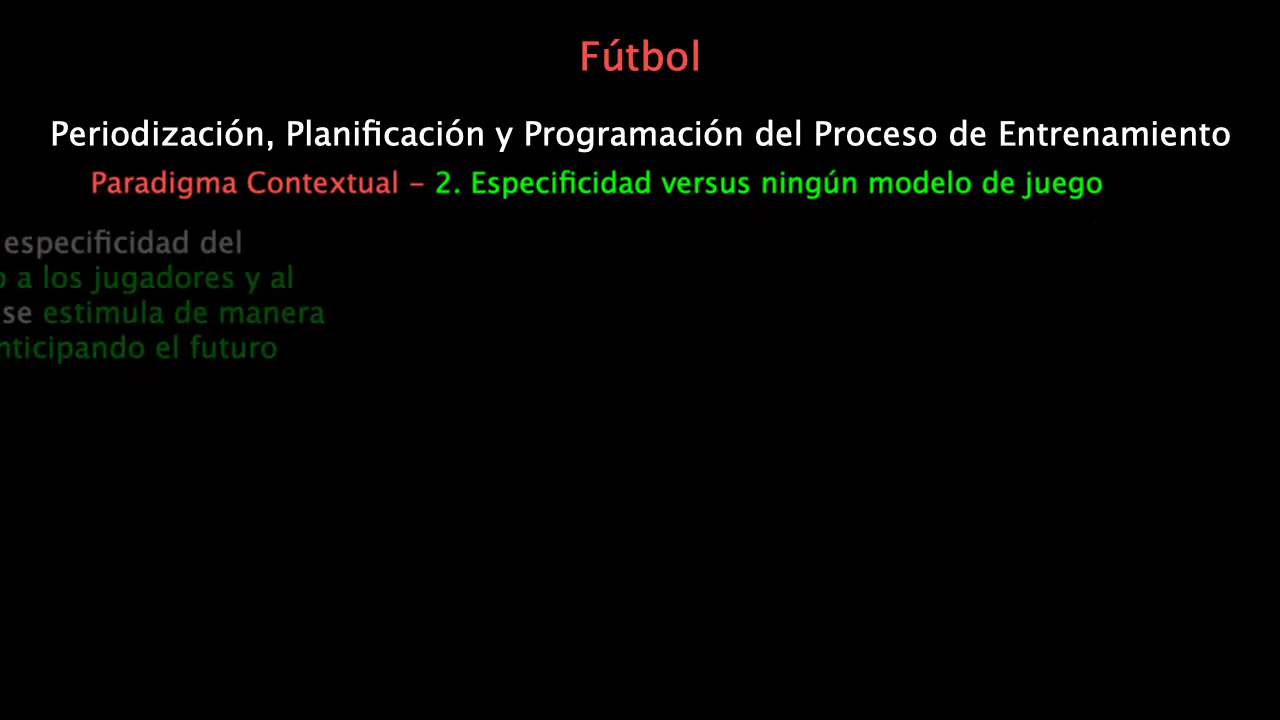 Fútbol
Periodización, Planificación y Programación del Proceso de Entrenamiento
Paradigma Contextual - 2. Especificidad versus ningún modelo de juego
especificidad del
a los jugadores y al
se estimula de manera
el futuro